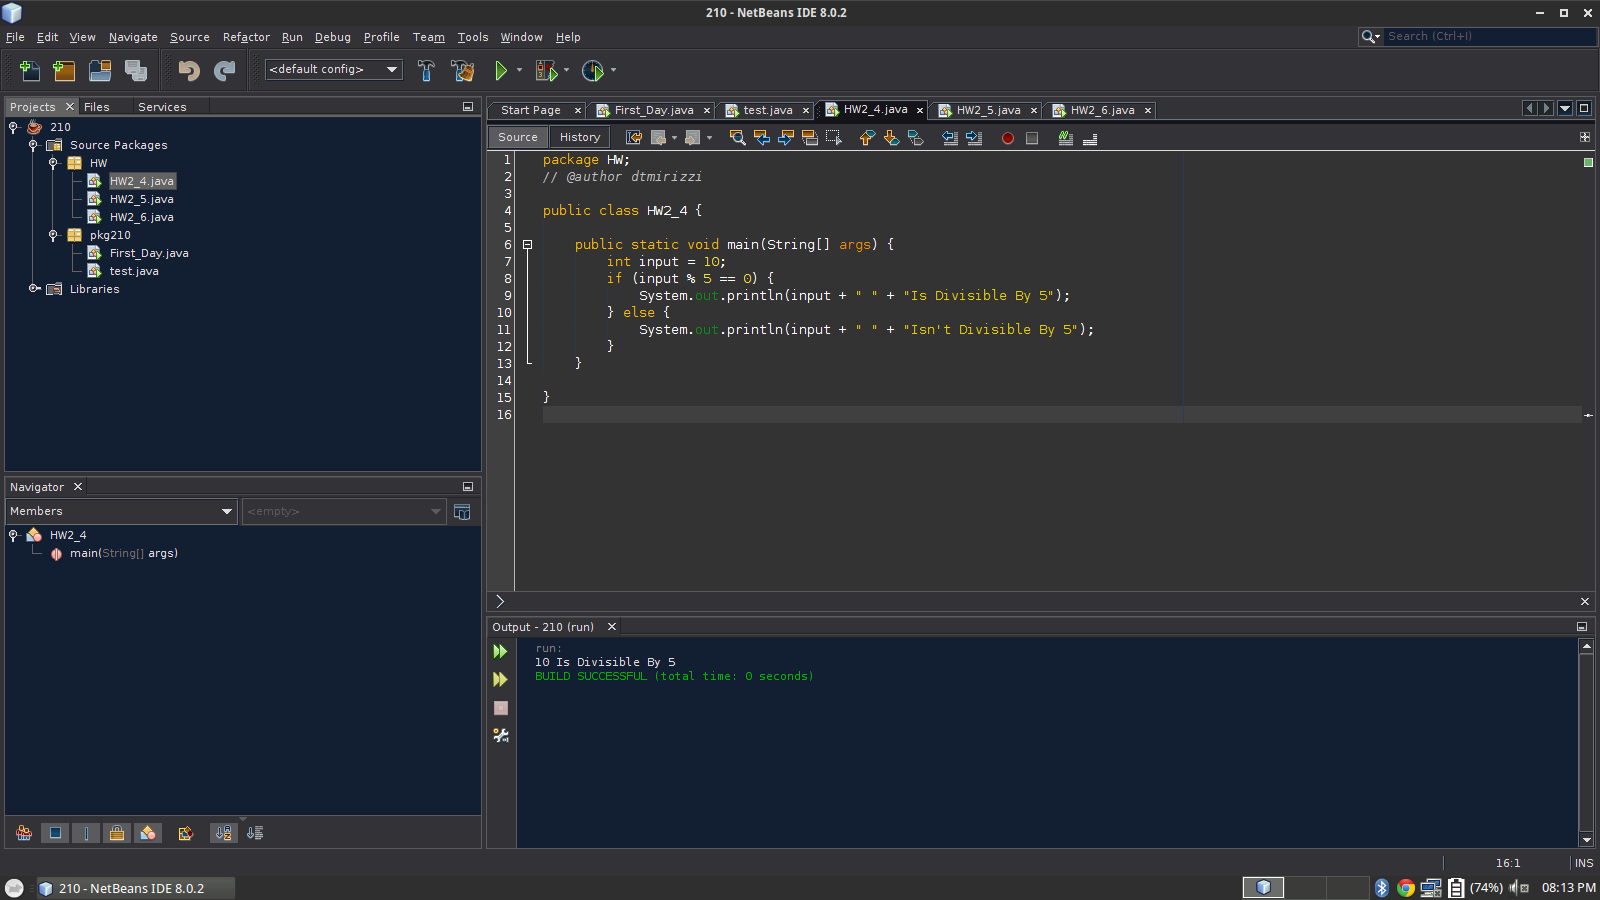 210 - NetBeans IDE 8.0.2
File Edit View Navigate Source Refactor Run Debug Profile Team Tools Window Help
Search (Ctrl+I)
<default config>
Projects Files Services
210
Source Packages
HW
HW2_4.java
HW2_5.java
HW2_6.java
pkg210
First_Day.java
test.java
Libraries
Navigator
Members
<empty>
HW2_4
main(String[] args)
Start Page First_Day.java test.java HW2_4.java HW2_5.java HW2_6.java
Source History
1 package HW;
2 // @author dtmirizzi
3
4 public class HW2_4 {
5
6 public static void main(String[] args) {
7 int input = 10;
8 if (input % 5 == 0) {
9 System.out.println(input + " " + "Is Divisible By 5");
10 } else {
11 System.out.println(input + " " + "Isn't Divisible By 5");
12 }
13 }
14
15 }
16
Output - 210 (run)
run:
10 Is Divisible By 5
BUILD SUCCESSFUL (total time: 0 seconds)
16:1 INS
210 - NetBeans IDE 8.0.2
(74%) 08:13 PM